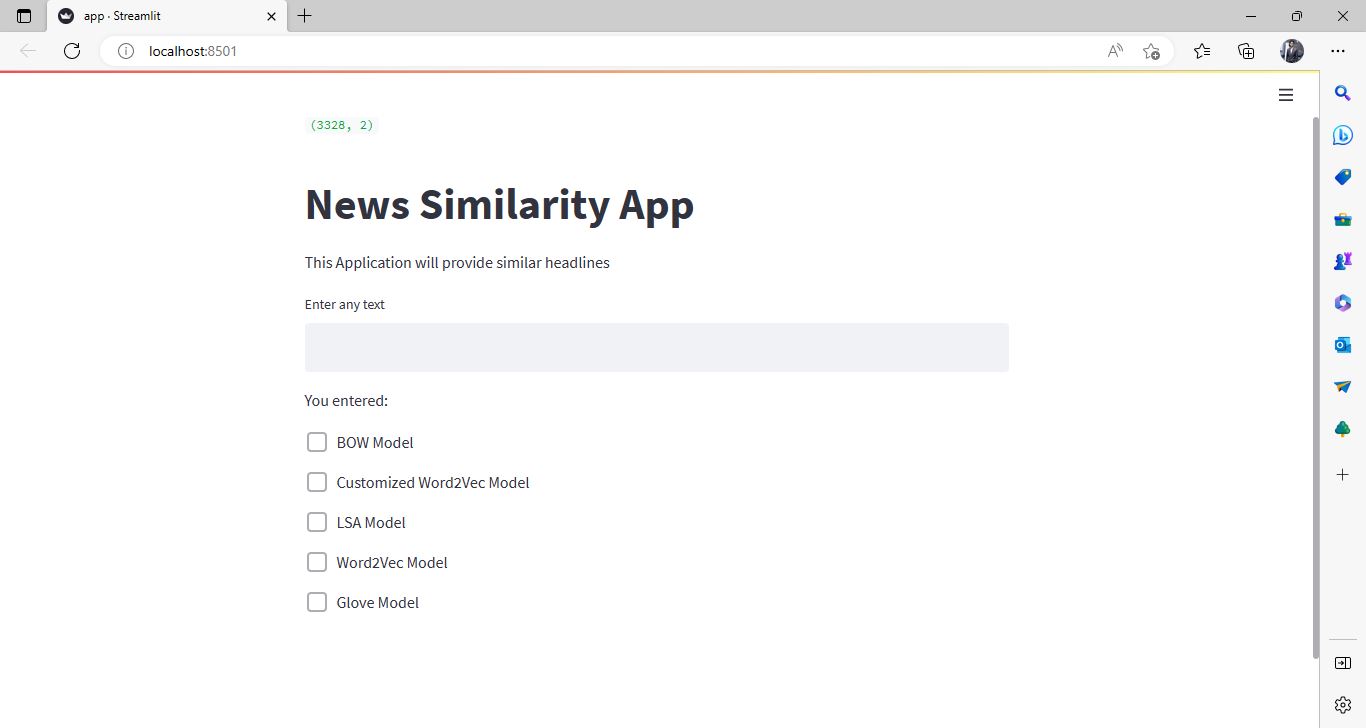 app · Streamlit
localhost:8501
(3328, 2)
News Similarity App
This Application will provide similar headlines
Enter any text
You entered:
BOW Model
Customized Word2Vec Model
LSA Model
Word2Vec Model
Glove Model